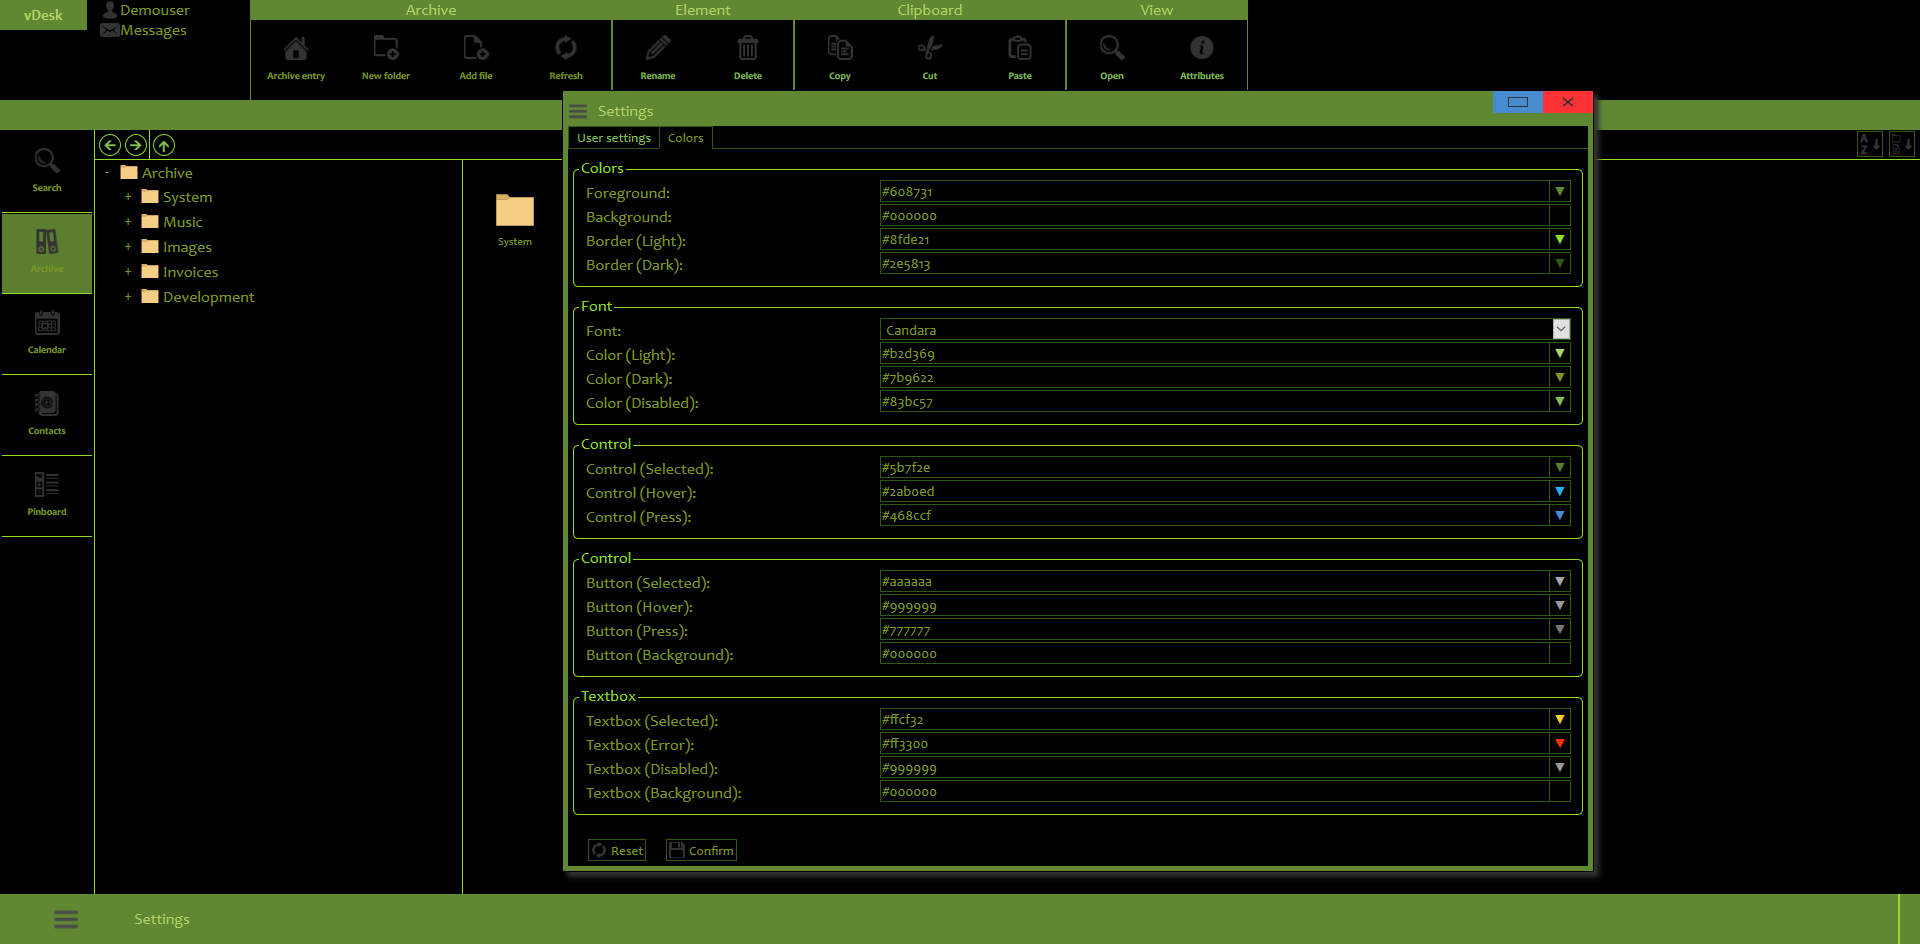 vDesk
Demouser
Messages
Archive
Element
Clipboard
View
Archive entry
New folder
Add file
Refresh
Rename
Delete
Copy
Cut
Paste
Open
Attributes
Search
Archive
Calendar
Contacts
Pinboard
- Archive
+ System
+ Music
+ Images
+ Invoices
+ Development
System
Settings
User settings
Colors
Colors
Foreground: #608731
Background: #000000
Border (Light): #8fde21
Border (Dark): #2e5813
Font
Font: Candara
Color (Light): #b2d369
Color (Dark): #7b9622
Color (Disabled): #83bc57
Control
Control (Selected): #5b7f2e
Control (Hover): #2ab0ed
Control (Press): #468ccf
Control
Button (Selected): #aaaaaa
Button (Hover): #999999
Button (Press): #777777
Button (Background): #000000
Textbox
Textbox (Selected): #ffcf32
Textbox (Error): #ff3300
Textbox (Disabled): #999999
Textbox (Background): #000000
Reset
Confirm
A
Z
Settings